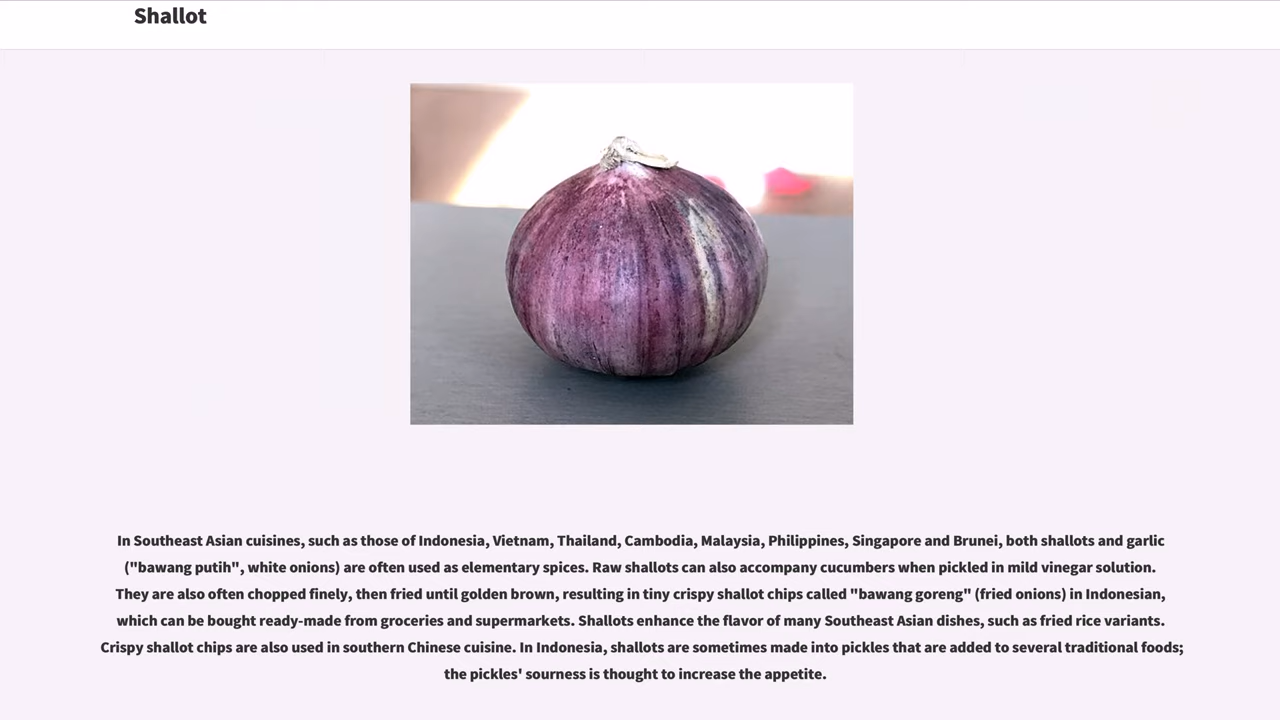 Shallot
In Southeast Asian cuisines, such as those of Indonesia, Vietnam, Thailand, Cambodia, Malaysia, Philippines, Singapore and Brunei, both shallots and garlic
("bawang putih", white onions) are often used as elementary spices. Raw shallots can also accompany cucumbers when pickled in mild vinegar solution.
They are also often chopped finely, then fried until golden brown, resulting in tiny crispy shallot chips called "bawang goreng" (fried onions) in Indonesian,
which can be bought ready-made from groceries and supermarkets. Shallots enhance the flavor of many Southeast Asian dishes, such as fried rice variants.
Crispy shallot chips are also used in southern Chinese cuisine. In Indonesia, shallots are sometimes made into pickles that are added to several traditional foods;
the pickles' sourness is thought to increase the appetite.